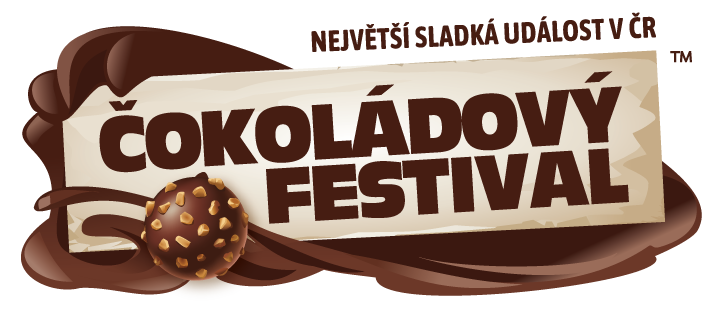 NEJVĚTŠÍ SLADKÁ UDÁLOST V ČR
TM
ČOKOLÁDOVÝ
FESTIVAL